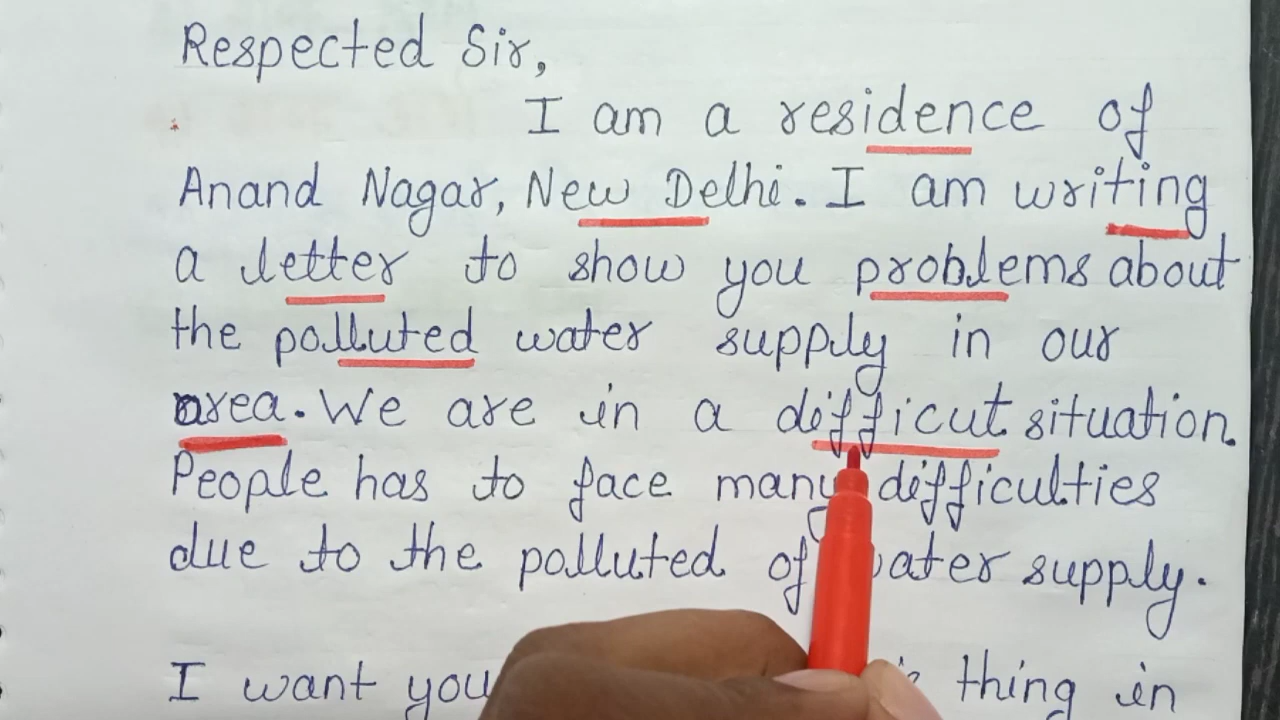 Respected Sir,
I am a residence of
Anand Nagar, New Delhi. I am writing
a letter to show you problems about
the polluted water supply in our
area. We are in a difficut situation.
People has to face many difficulties
due to the polluted of water supply.
I want you thing in